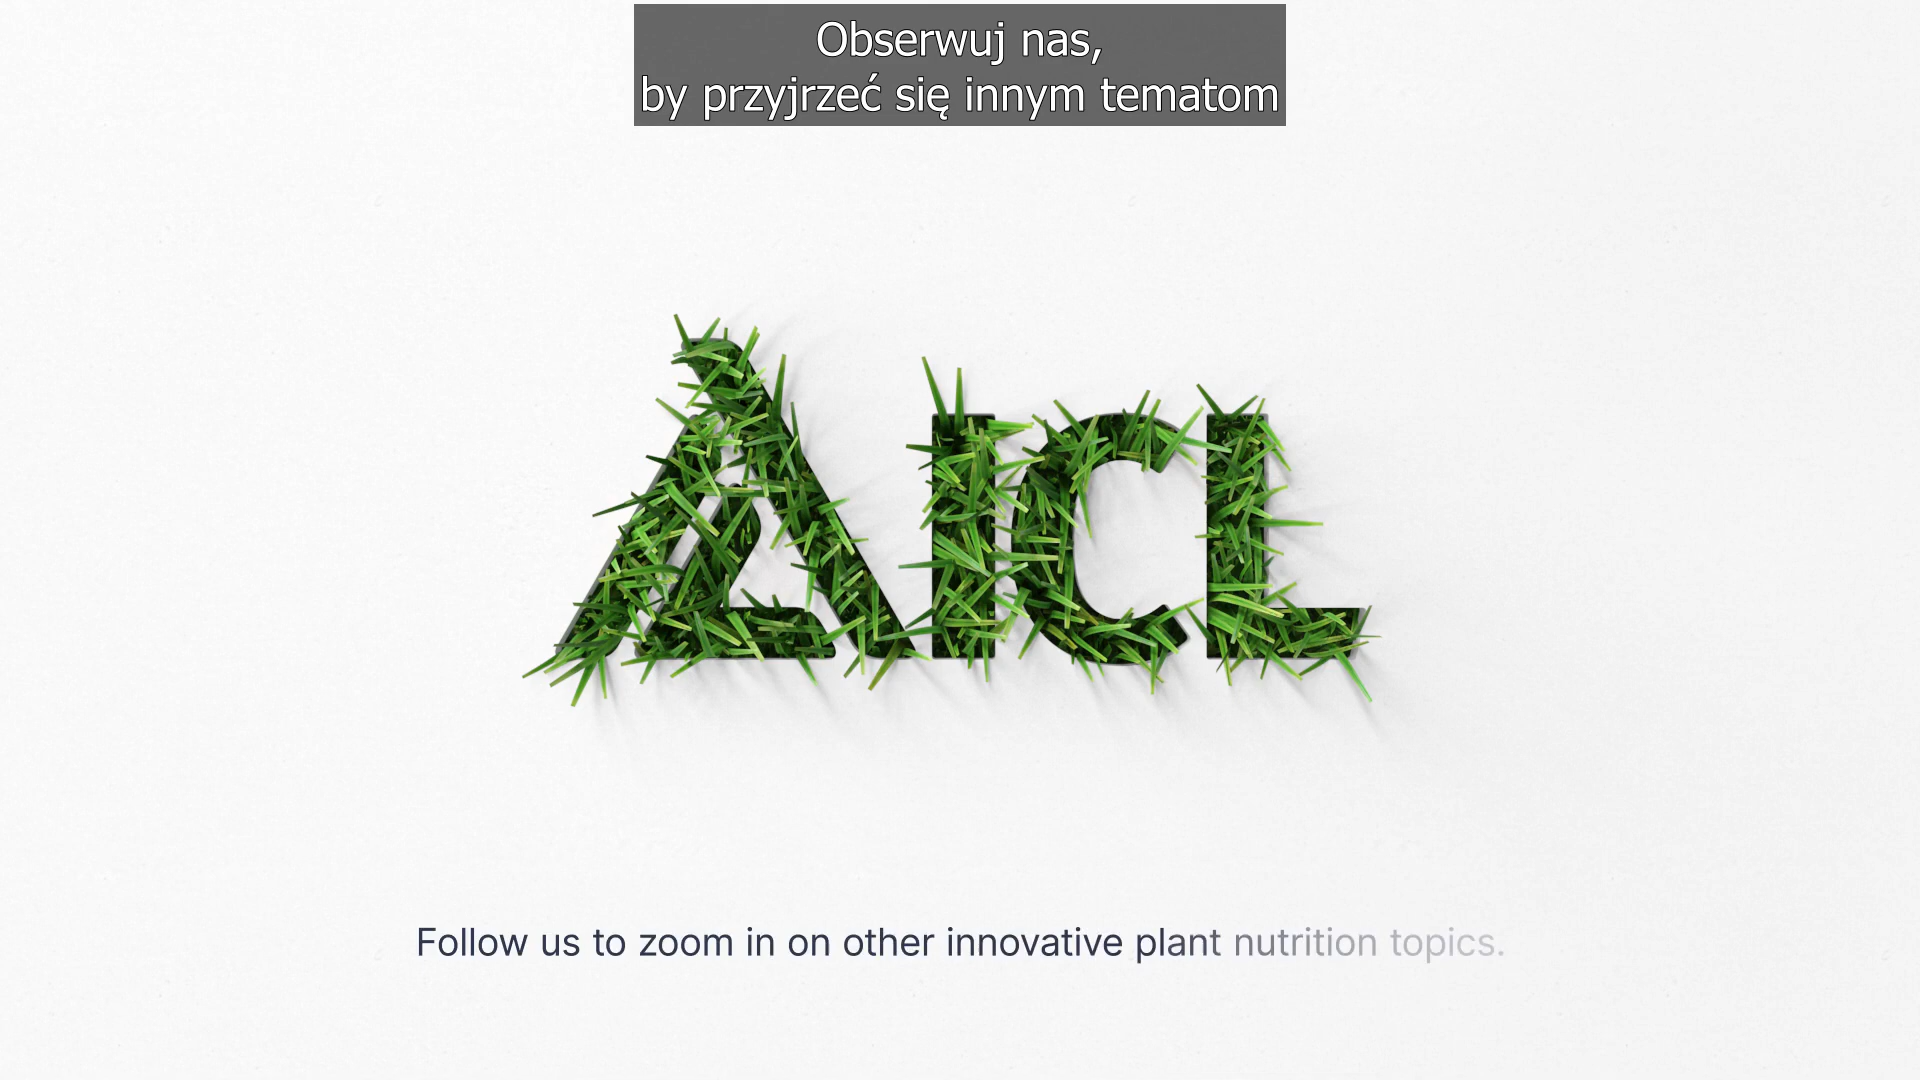 Obserwuj nas,
by przyjrzeć się innym tematom
ICL
Follow us to zoom in on other innovative plant nutrition topics.